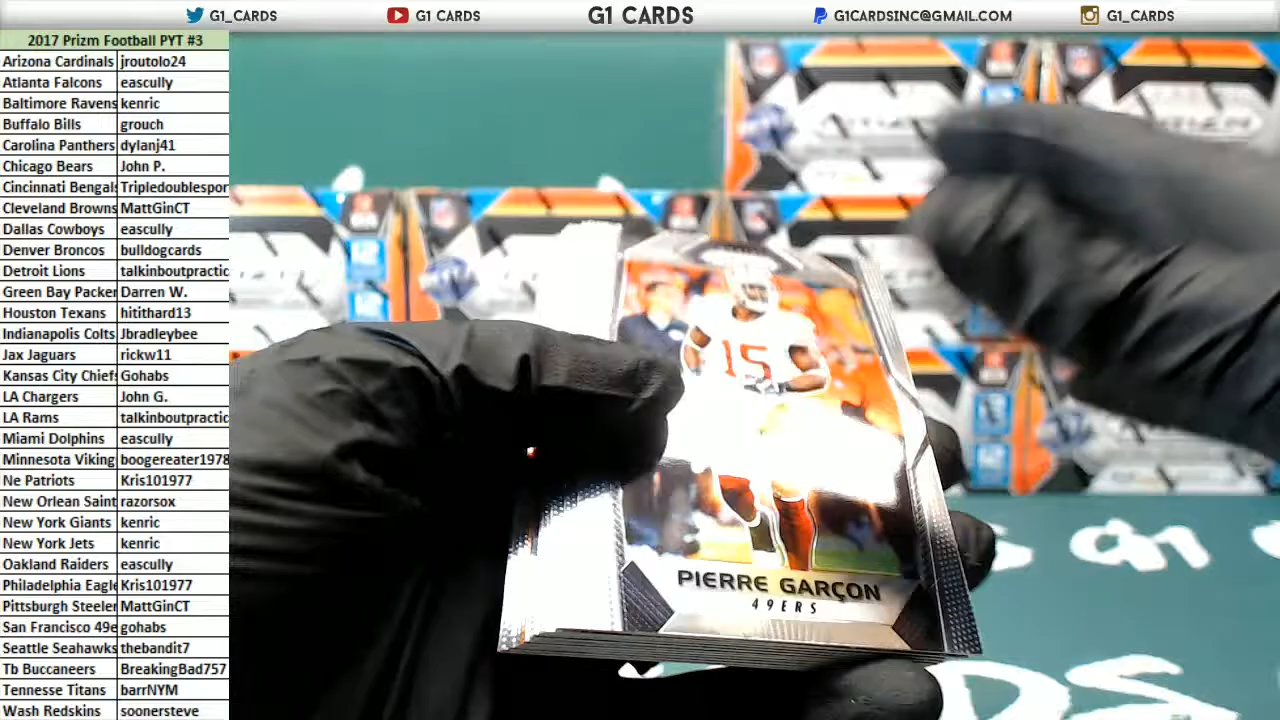 G1_CARDS G1 CARDS G1 CARDS G1CARDSINC@GMAIL.COM G1_CARDS
2017 Prizm Football PYT #3
Arizona Cardinals jroutolo24
Atlanta Falcons eascully
Baltimore Ravens kenric
Buffalo Bills grouch
Carolina Panthers dylanj41
Chicago Bears John P.
Cincinnati Bengals Tripledoublespor
Cleveland Browns MattGinCT
Dallas Cowboys eascully
Denver Broncos bulldogcards
Detroit Lions talkinboutpractic
Green Bay Packer Darren W.
Houston Texans hitithard13
Indianapolis Colts Jbradleybee
Jax Jaguars rickw11
Kansas City Chiefs Gohabs
LA Chargers John G.
LA Rams talkinboutpractic
Miami Dolphins eascully
Minnesota Viking boogereater1978
Ne Patriots Kris101977
New Orlean Saint razorsox
New York Giants kenric
New York Jets kenric
Oakland Raiders eascully
Philadelphia Eagle Kris101977
Pittsburgh Steeler MattGinCT
San Francisco 49e gohabs
Seattle Seahawks thebandit7
Tb Buccaneers BreakingBad757
Tennesse Titans barrNYM
Wash Redskins soonersteve
15
PIERRE GARÇON
49ERS